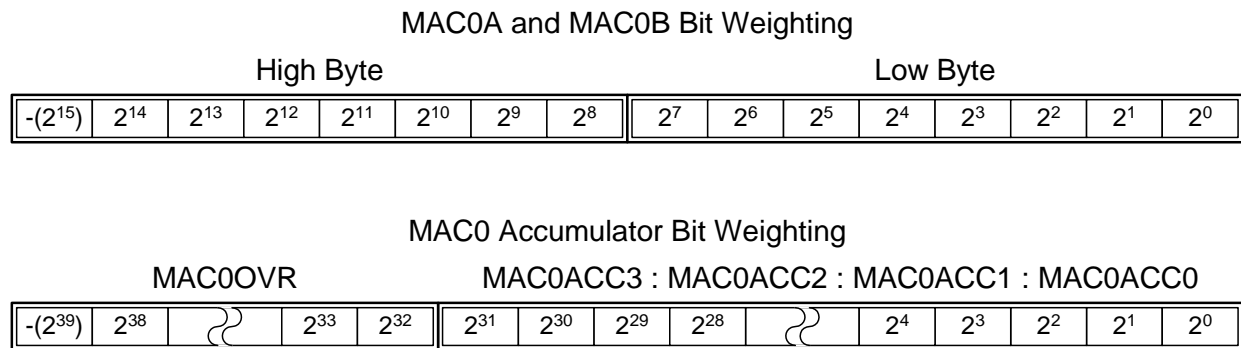 MAC0A and MAC0B Bit Weighting
High Byte Low Byte
-(2¹⁵) 2¹⁴ 2¹³ 2¹² 2¹¹ 2¹⁰ 2⁹ 2⁸ 2⁷ 2⁶ 2⁵ 2⁴ 2³ 2² 2¹ 2⁰
MAC0 Accumulator Bit Weighting
MAC0OVR MAC0ACC3 : MAC0ACC2 : MAC0ACC1 : MAC0ACC0
-(2³⁹) 2³⁸ 2³³ 2³² 2³¹ 2³⁰ 2²⁹ 2²⁸ 2⁴ 2³ 2² 2¹ 2⁰